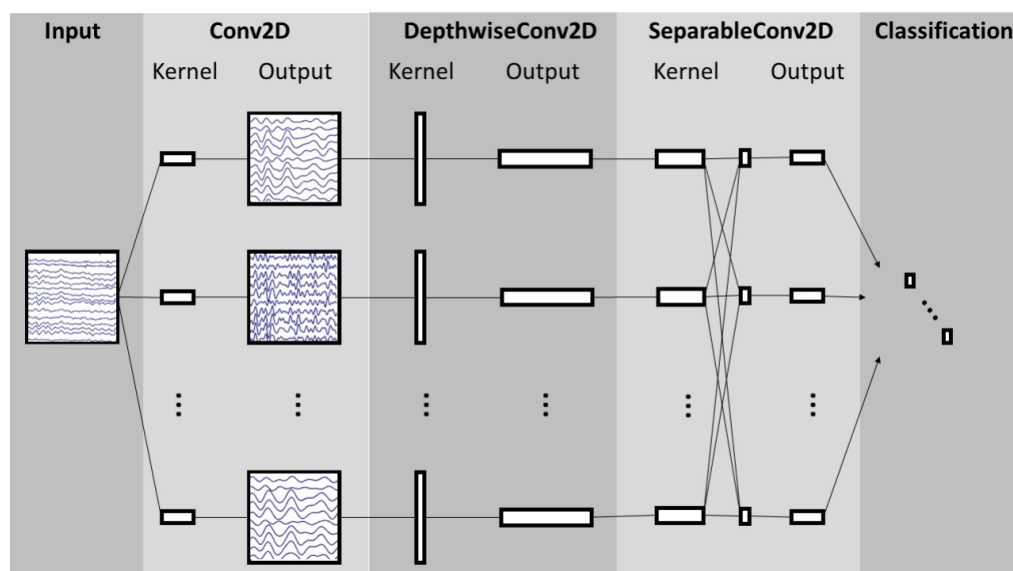 Input Conv2D DepthwiseConv2D SeparableConv2D Classification
Kernel Output Kernel Output Kernel Output